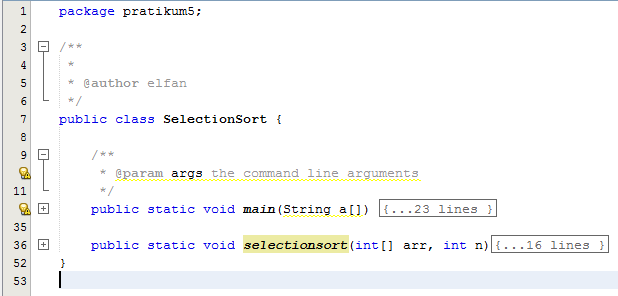 1 package pratikum5;
2
3 /**
4 *
5 * @author elfan
6 */
7 public class SelectionSort {
8
9 /**
* @param args the command line arguments
11 */
public static void main(String a[]) {...23 lines }
35
36 public static void selectionsort(int[] arr, int n){...16 lines }
52 }
53